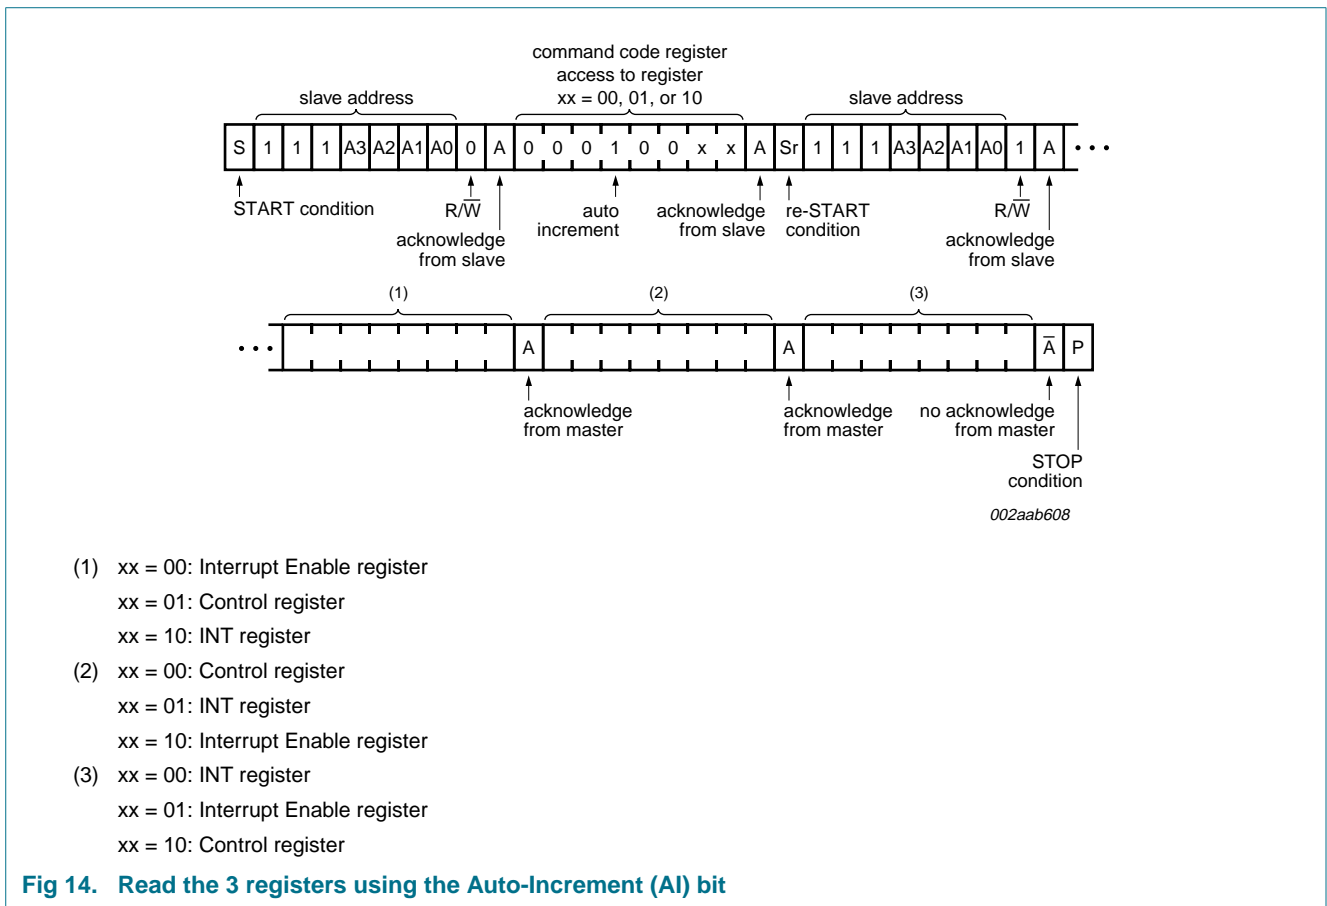 command code register
access to register
xx = 00, 01, or 10
slave address
slave address
S 1 1 1 A3 A2 A1 A0 0 A 0 0 0 1 0 0 x x A Sr 1 1 1 A3 A2 A1 A0 1 A
START condition
R/W̅
acknowledge
from slave
auto
increment
acknowledge
from slave
re-START
condition
R/W̅
acknowledge
from slave
(1)
(2)
(3)
A A A̅ P
acknowledge
from master
acknowledge
from master
no acknowledge
from master
STOP
condition
002aab608
(1) xx = 00: Interrupt Enable register
xx = 01: Control register
xx = 10: INT register
(2) xx = 00: Control register
xx = 01: INT register
xx = 10: Interrupt Enable register
(3) xx = 00: INT register
xx = 01: Interrupt Enable register
xx = 10: Control register
Fig 14. Read the 3 registers using the Auto-Increment (AI) bit